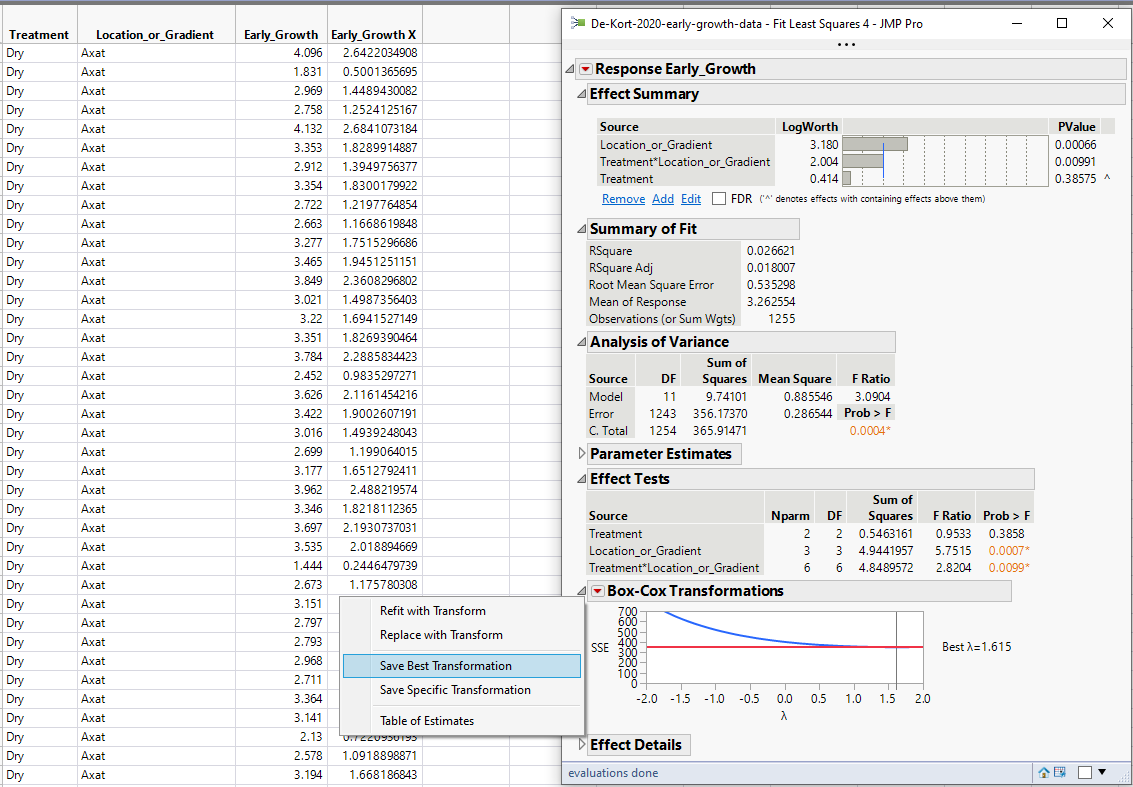 Treatment Location_or_Gradient Early_Growth Early_Growth X
Dry Axat 4.096 2.6422034908
Dry Axat 1.831 0.5001365695
Dry Axat 2.969 1.4489430082
Dry Axat 2.758 1.2524125167
Dry Axat 4.132 2.6841073184
Dry Axat 3.353 1.8289914887
Dry Axat 2.912 1.3949756377
Dry Axat 3.354 1.8300179922
Dry Axat 2.722 1.2197764854
Dry Axat 2.663 1.1668619848
Dry Axat 3.277 1.7515296686
Dry Axat 3.465 1.9451251151
Dry Axat 3.849 2.3608296802
Dry Axat 3.021 1.4987356403
Dry Axat 3.22 1.6941527149
Dry Axat 3.351 1.8269390464
Dry Axat 3.784 2.2885834423
Dry Axat 2.452 0.9835297271
Dry Axat 3.626 2.1161454216
Dry Axat 3.422 1.9002607191
Dry Axat 3.016 1.4939248043
Dry Axat 2.699 1.199064015
Dry Axat 3.177 1.6512792411
Dry Axat 3.962 2.488219574
Dry Axat 3.346 1.8218112365
Dry Axat 3.697 2.1930737031
Dry Axat 3.535 2.018894669
Dry Axat 1.444 0.2446479739
Dry Axat 2.673 1.175780308
Dry Axat 3.151
Dry Axat 2.797
Dry Axat 2.793
Dry Axat 2.968
Dry Axat 2.711
Dry Axat 3.364
Dry Axat 3.141
Dry Axat 2.13
Dry Axat 2.578 1.0918898871
Dry Axat 3.194 1.668186843
Refit with Transform
Replace with Transform
Save Best Transformation
Save Specific Transformation
Table of Estimates
De-Kort-2020-early-growth-data - Fit Least Squares 4 - JMP Pro
Response Early_Growth
Effect Summary
Source LogWorth PValue
Location_or_Gradient 3.180 0.00066
Treatment*Location_or_Gradient 2.004 0.00991
Treatment 0.414 0.38575 ^
Remove Add Edit FDR ('^' denotes effects with containing effects above them)
Summary of Fit
RSquare 0.026621
RSquare Adj 0.018007
Root Mean Square Error 0.535298
Mean of Response 3.262554
Observations (or Sum Wgts) 1255
Analysis of Variance
Sum of
Source DF Squares Mean Square F Ratio
Model 11 9.74101 0.885546 3.0904
Error 1243 356.17370 0.286544 Prob > F
C. Total 1254 365.91471 0.0004*
Parameter Estimates
Effect Tests
Sum of
Source Nparm DF Squares F Ratio Prob > F
Treatment 2 2 0.5463161 0.9533 0.3858
Location_or_Gradient 3 3 4.9441957 5.7515 0.0007*
Treatment*Location_or_Gradient 6 6 4.8489572 2.8204 0.0099*
Box-Cox Transformations
700
600
500
400
300
200
100
0
SSE
Best λ=1.615
-2.0 -1.5 -1.0 -0.5 0.0 0.5 1.0 1.5 2.0
λ
Effect Details
evaluations done